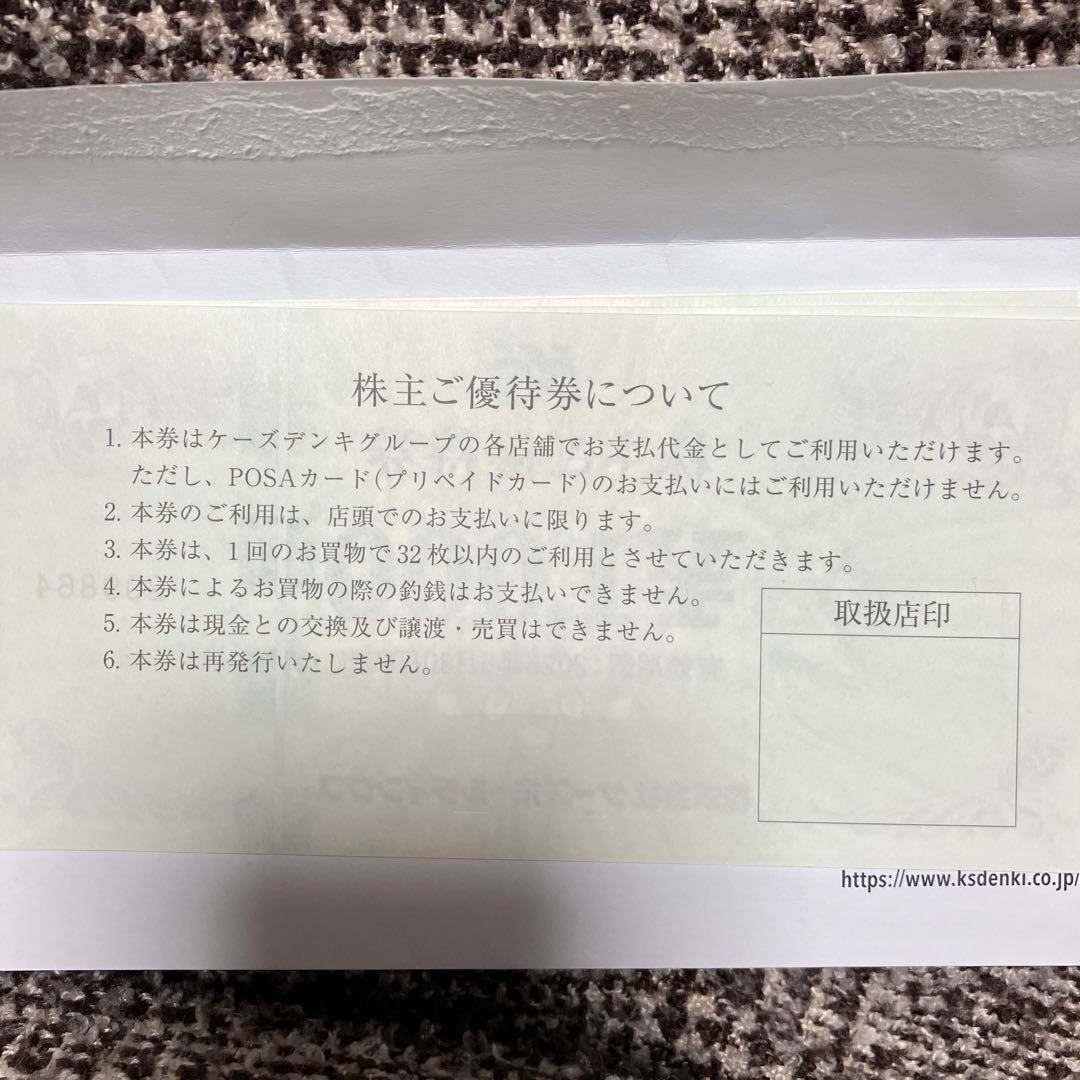 株主ご優待券について
1. 本券はケーズデンキグループの各店舗でお支払代金としてご利用いただけます。
ただし、POSAカード(プリペイドカード)のお支払いにはご利用いただけません。
2. 本券のご利用は、店頭でのお支払いに限ります。
3. 本券は、1回のお買物で32枚以内のご利用とさせていただきます。
4. 本券によるお買物の際の釣銭はお支払いできません。
5. 本券は現金との交換及び譲渡・売買はできません。
6. 本券は再発行いたしません。
取扱店印
https://www.ksdenki.co.jp/